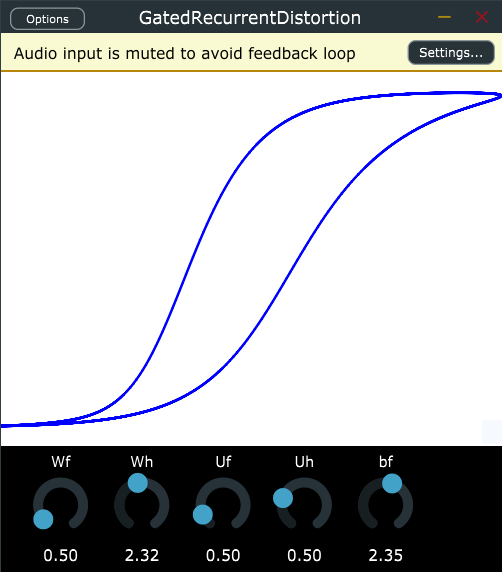 Options GatedRecurrentDistortion
Audio input is muted to avoid feedback loop Settings...
Wf Wh Uf Uh bf
0.50 2.32 0.50 0.50 2.35